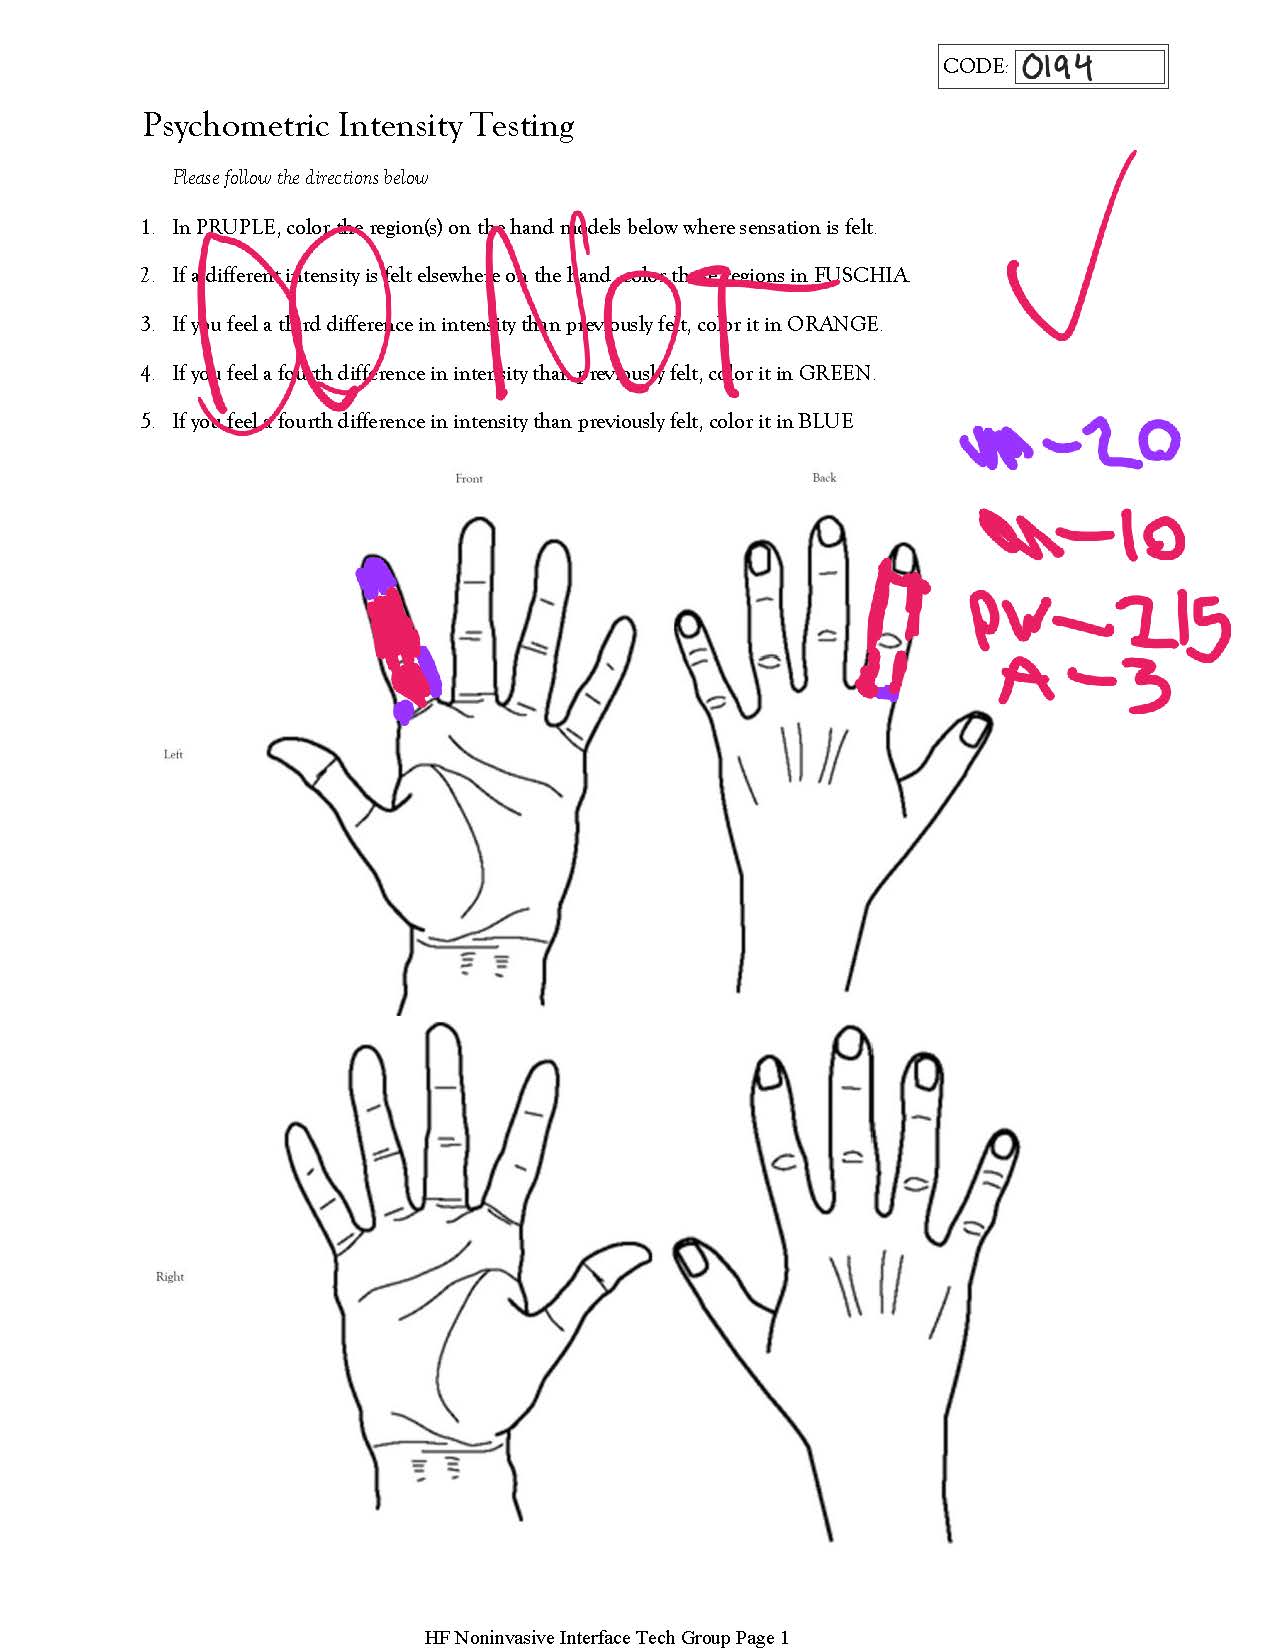 CODE: 0194
Psychometric Intensity Testing
Please follow the directions below
1. In PRUPLE, color the region(s) on the hand models below where sensation is felt.
2. If a different intensity is felt elsewhere on the hand, color those regions in FUSCHIA.
3. If you feel a third difference in intensity than previously felt, color it in ORANGE.
4. If you feel a fourth difference in intensity than previously felt, color it in GREEN.
5. If you feel a fourth difference in intensity than previously felt, color it in BLUE
DO NOT
Front
Back
-20
-10
PW-215
A-3
Left
Right
HF Noninvasive Interface Tech Group Page 1